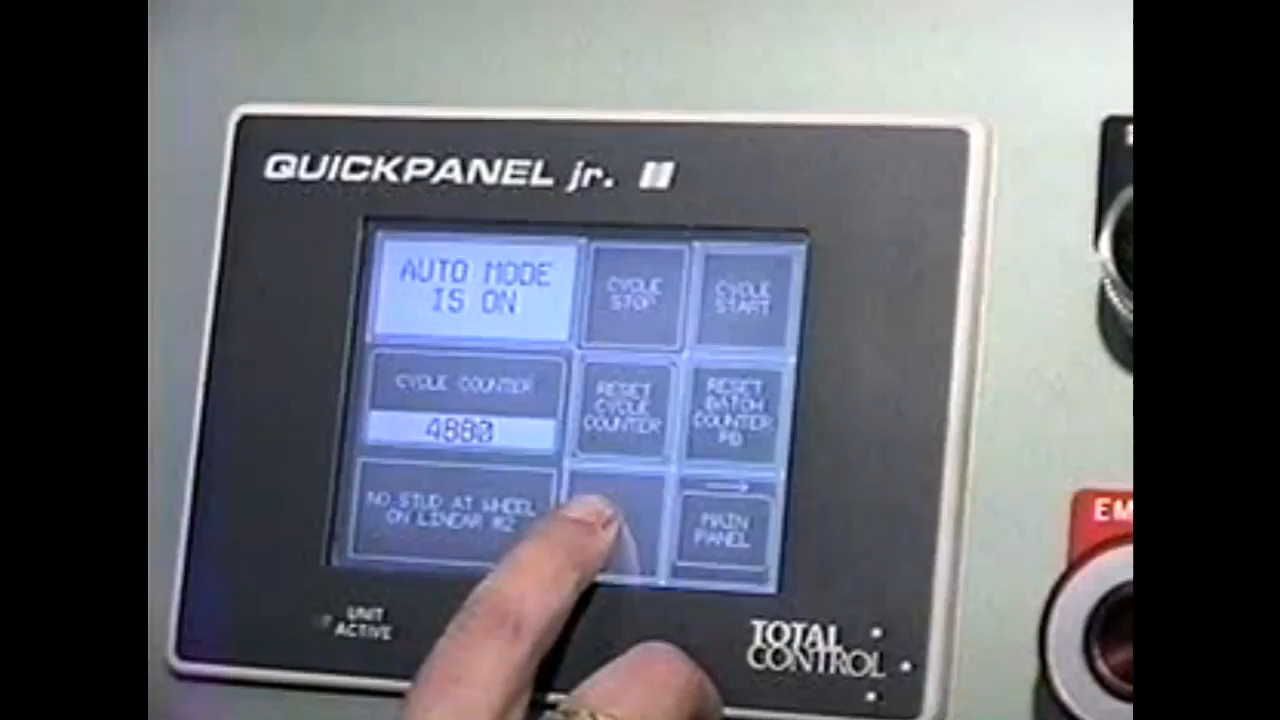 QUICKPANEL jr.
AUTO MODE
IS ON
CYCLE
STOP
CYCLE
START
CYCLE COUNTER
4880
RESET
CYCLE
COUNTER
RESET
BATCH
COUNTER
PB
NO STUD AT WHEEL
ON LINEAR #2
MAIN
PANEL
UNIT
ACTIVE
TOTAL
CONTROL
EM